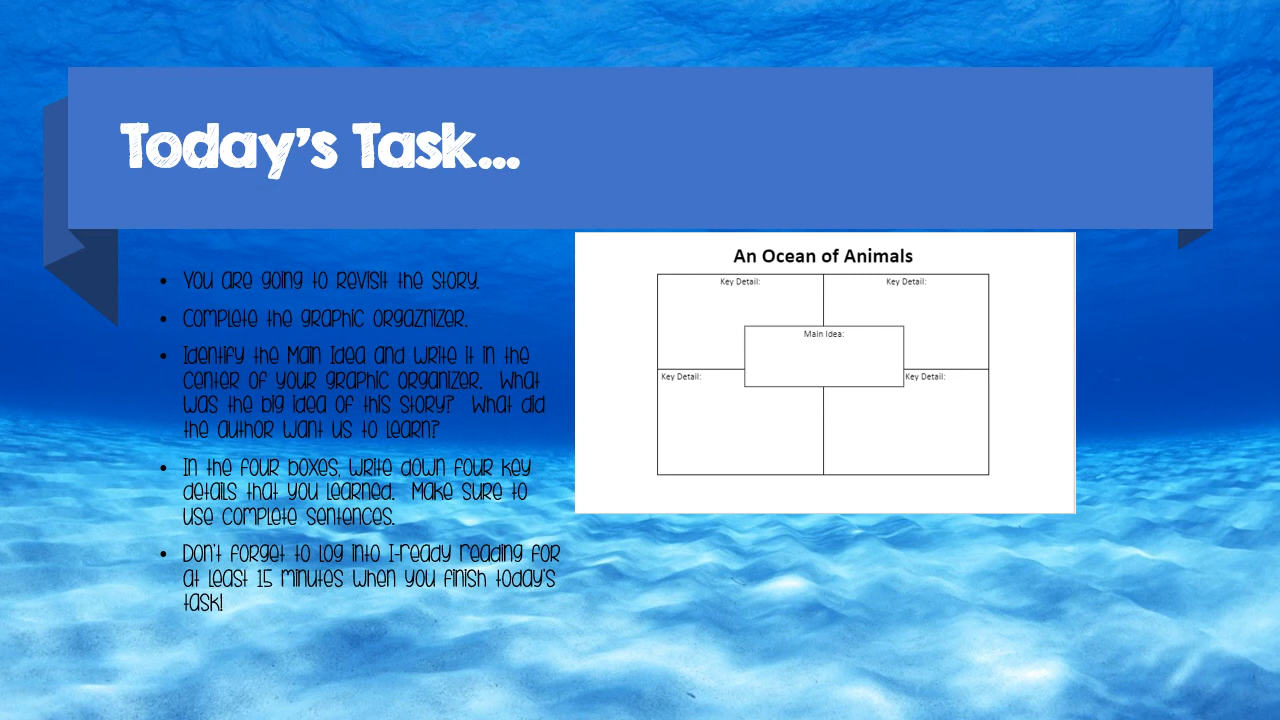 Today's Task...
• You are going to revisit the story.
• Complete the graphic orgaznizer.
• Identify the Main Idea and write it in the
center of your graphic organizer.  What
was the big idea of this story?  What did
the author want us to learn?
• In the four boxes, write down four key
details that you learned.  Make sure to
use complete sentences.
• Don't forget to log into I-ready reading for
at least 15 minutes when you finish today's
task!
An Ocean of Animals
Key Detail:
Key Detail:
Main Idea:
Key Detail:
Key Detail: